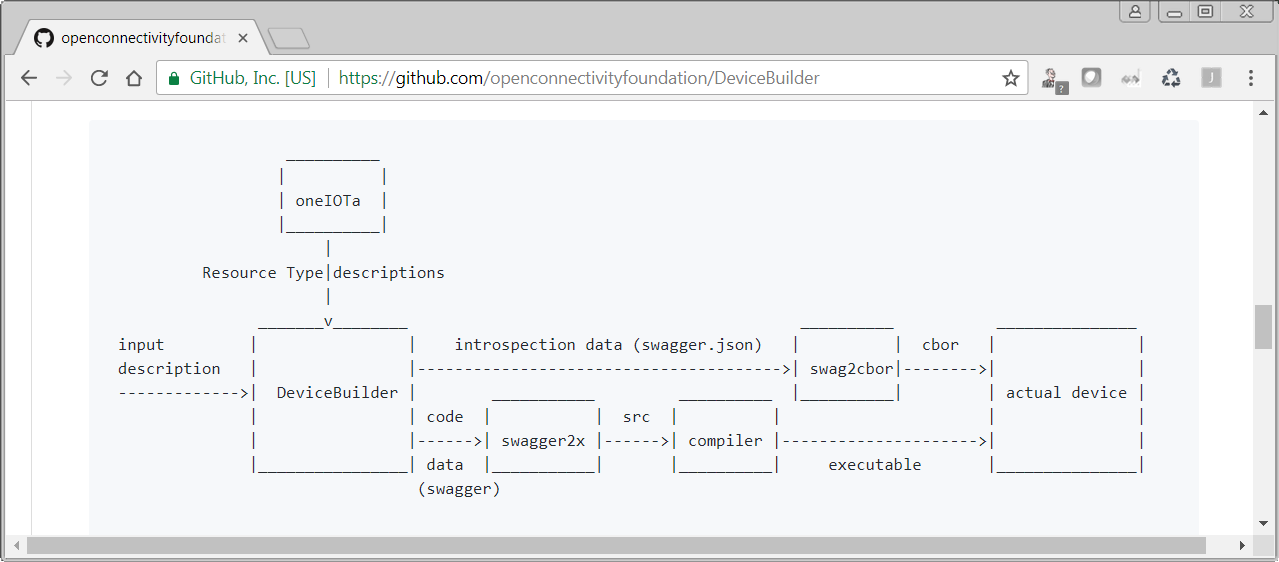 openconnectivityfoundat
GitHub, Inc. [US] https://github.com/openconnectivityfoundation/DeviceBuilder
?
J
oneIOTa
Resource Type descriptions
v
input introspection data (swagger.json) cbor
description swag2cbor
DeviceBuilder actual device
code src
swagger2x compiler
data executable
(swagger)